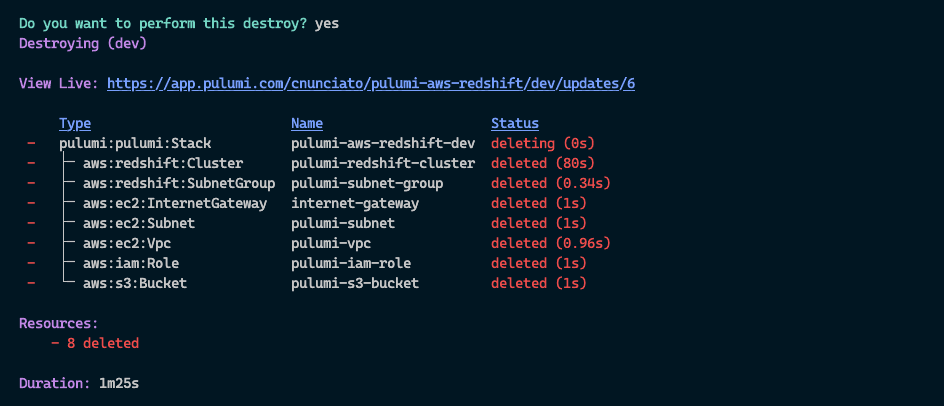 Do you want to perform this destroy? yes
Destroying (dev)
View Live: https://app.pulumi.com/cnunciato/pulumi-aws-redshift/dev/updates/6
Type Name Status
- pulumi:pulumi:Stack pulumi-aws-redshift-dev deleting (0s)
- aws:redshift:Cluster pulumi-redshift-cluster deleted (80s)
- aws:redshift:SubnetGroup pulumi-subnet-group deleted (0.34s)
- aws:ec2:InternetGateway internet-gateway deleted (1s)
- aws:ec2:Subnet pulumi-subnet deleted (1s)
- aws:ec2:Vpc pulumi-vpc deleted (0.96s)
- aws:iam:Role pulumi-iam-role deleted (1s)
- aws:s3:Bucket pulumi-s3-bucket deleted (1s)
Resources:
- 8 deleted
Duration: 1m25s